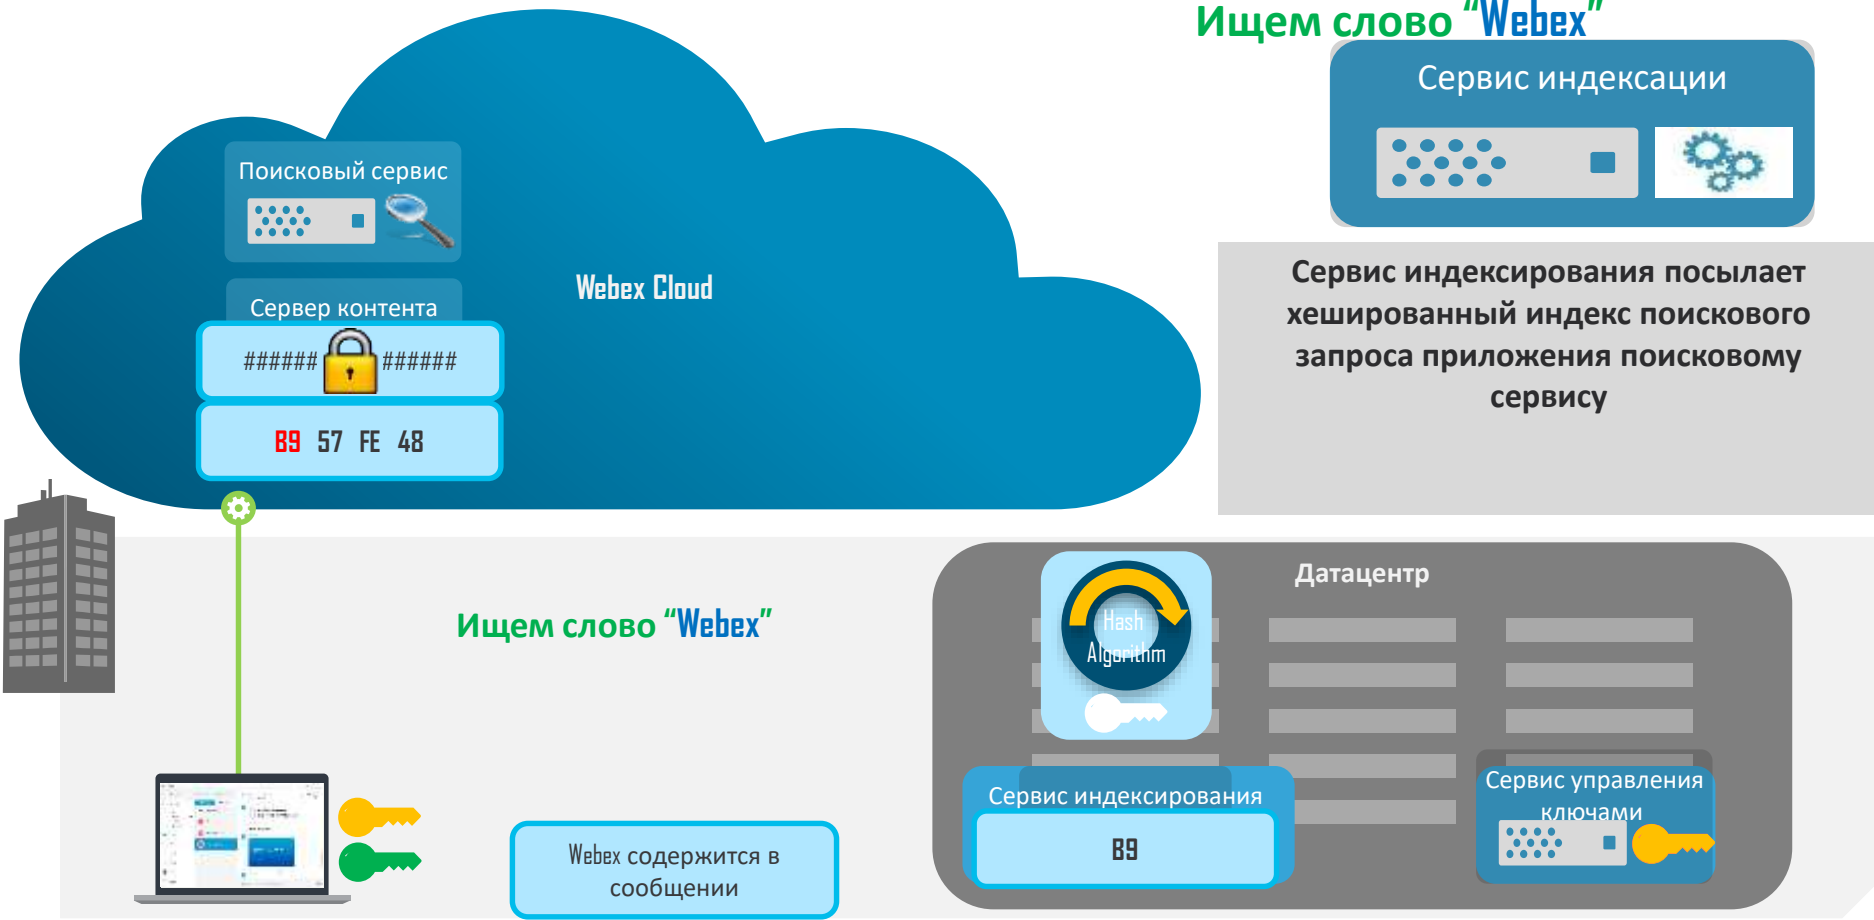 Ищем слово “Webex”
Сервис индексации
Поисковый сервис
Webex Cloud
Сервер контента
###### ######
B9 57 FE 48
Сервис индексирования посылает
хешированный индекс поискового
запроса приложения поисковому
сервису
Датацентр
Ищем слово “Webex”
Hash
Algorithm
Сервис индексирования
B9
Сервис управления
ключами
Webex содержится в
сообщении